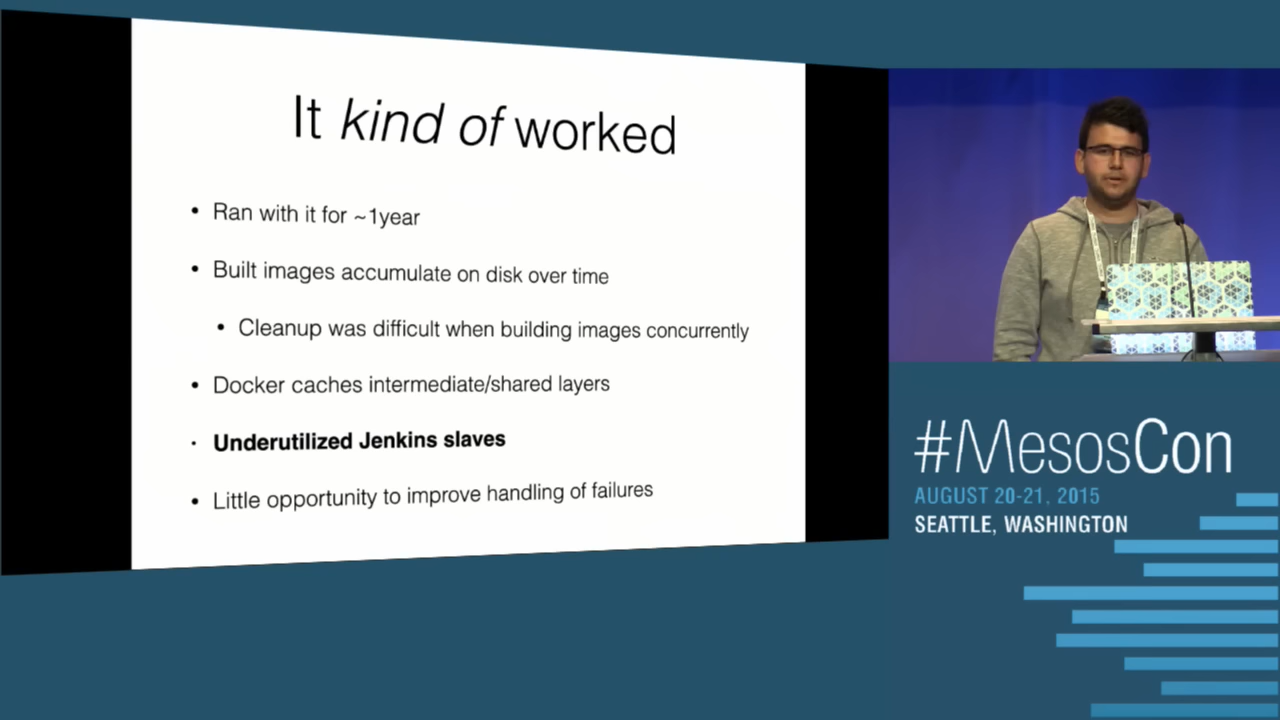 It kind of worked
• Ran with it for ~1year
• Built images accumulate on disk over time
• Cleanup was difficult when building images concurrently
• Docker caches intermediate/shared layers
• Underutilized Jenkins slaves
• Little opportunity to improve handling of failures
#MesosCon
AUGUST 20-21, 2015
SEATTLE, WASHINGTON